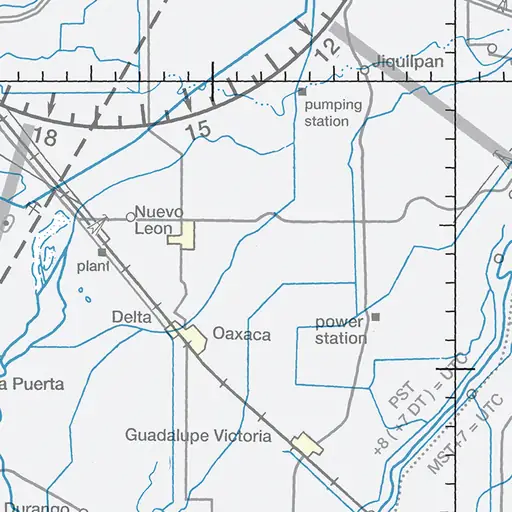 12
Jiquilpan
pumping
station
18
15
Nuevo
Leon
plant
Delta
Oaxaca
power
station
a Puerta
PST
+8 (+7 DT) = UTC
MST+7 = UTC
Guadalupe Victoria
Durango